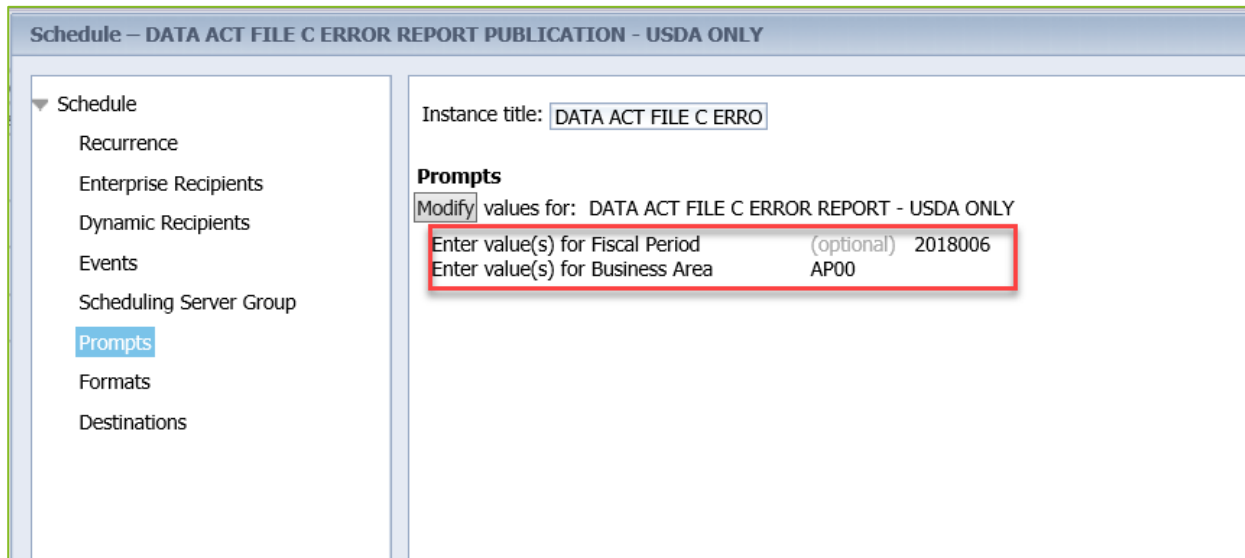 Schedule – DATA ACT FILE C ERROR REPORT PUBLICATION - USDA ONLY
Schedule
Recurrence
Enterprise Recipients
Dynamic Recipients
Events
Scheduling Server Group
Prompts
Formats
Destinations
Instance title: DATA ACT FILE C ERRO
Prompts
Modify values for: DATA ACT FILE C ERROR REPORT - USDA ONLY
Enter value(s) for Fiscal Period (optional) 2018006
Enter value(s) for Business Area AP00